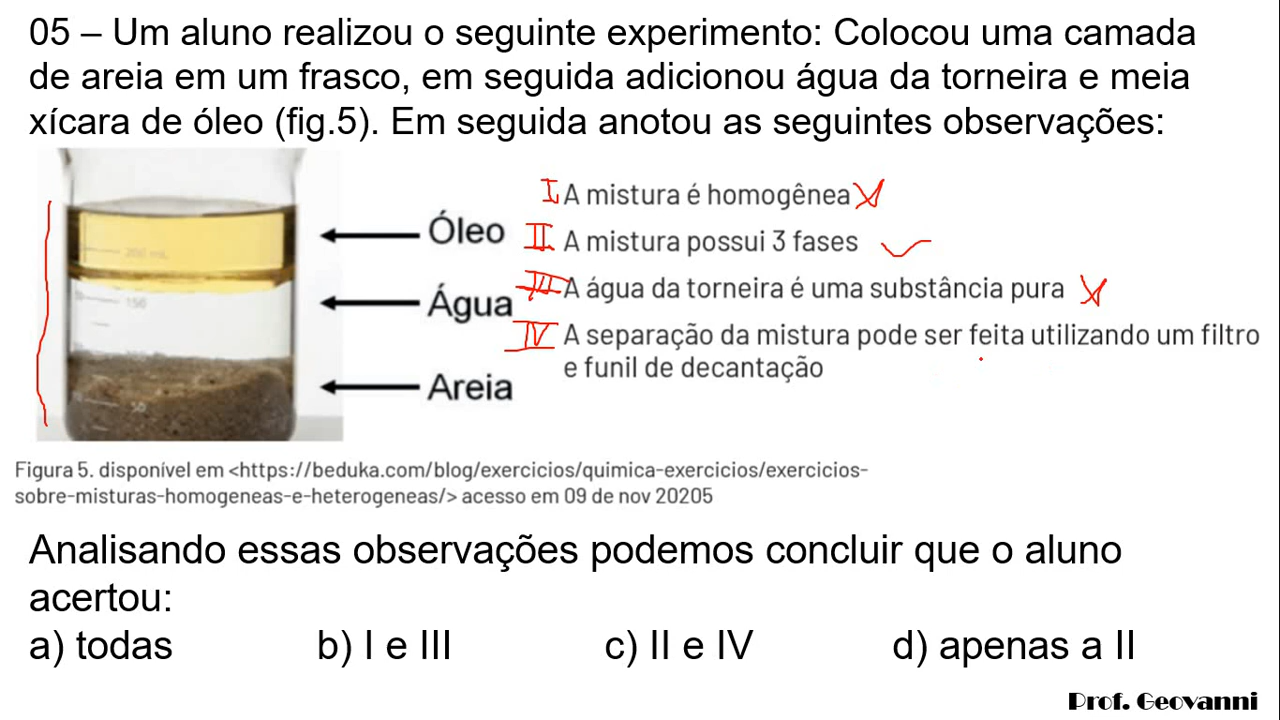 05 – Um aluno realizou o seguinte experimento: Colocou uma camada
de areia em um frasco, em seguida adicionou água da torneira e meia
xícara de óleo (fig.5). Em seguida anotou as seguintes observações:
Óleo
Água
Areia
I A mistura é homogênea
II A mistura possui 3 fases
III A água da torneira é uma substância pura
IV A separação da mistura pode ser feita utilizando um filtro
e funil de decantação
150
50
Figura 5. disponível em <https://beduka.com/blog/exercicios/quimica-exercicios/exercicios-
sobre-misturas-homogeneas-e-heterogeneas/> acesso em 09 de nov 20205
Analisando essas observações podemos concluir que o aluno
acertou:
a) todas b) I e III c) II e IV d) apenas a II
Prof. Geovanni